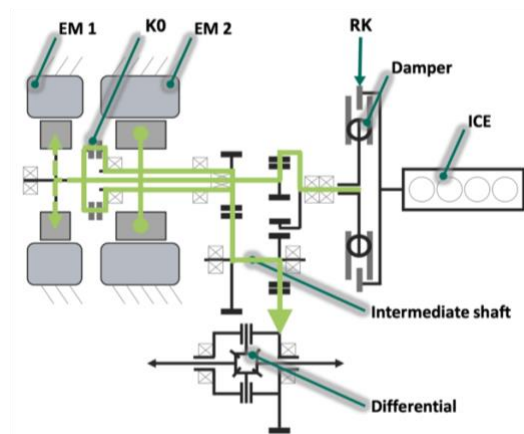 EM 1
K0
EM 2
RK
Damper
ICE
Intermediate shaft
Differential